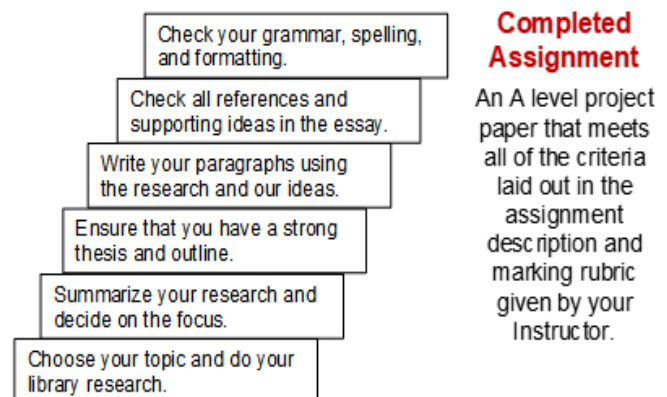 Check your grammar, spelling,
and formatting.
Check all references and
supporting ideas in the essay.
Write your paragraphs using
the research and our ideas.
Ensure that you have a strong
thesis and outline.
Summarize your research and
decide on the focus.
Choose your topic and do your
library research.
Completed
Assignment
An A level project
paper that meets
all of the criteria
laid out in the
assignment
description and
marking rubric
given by your
Instructor.